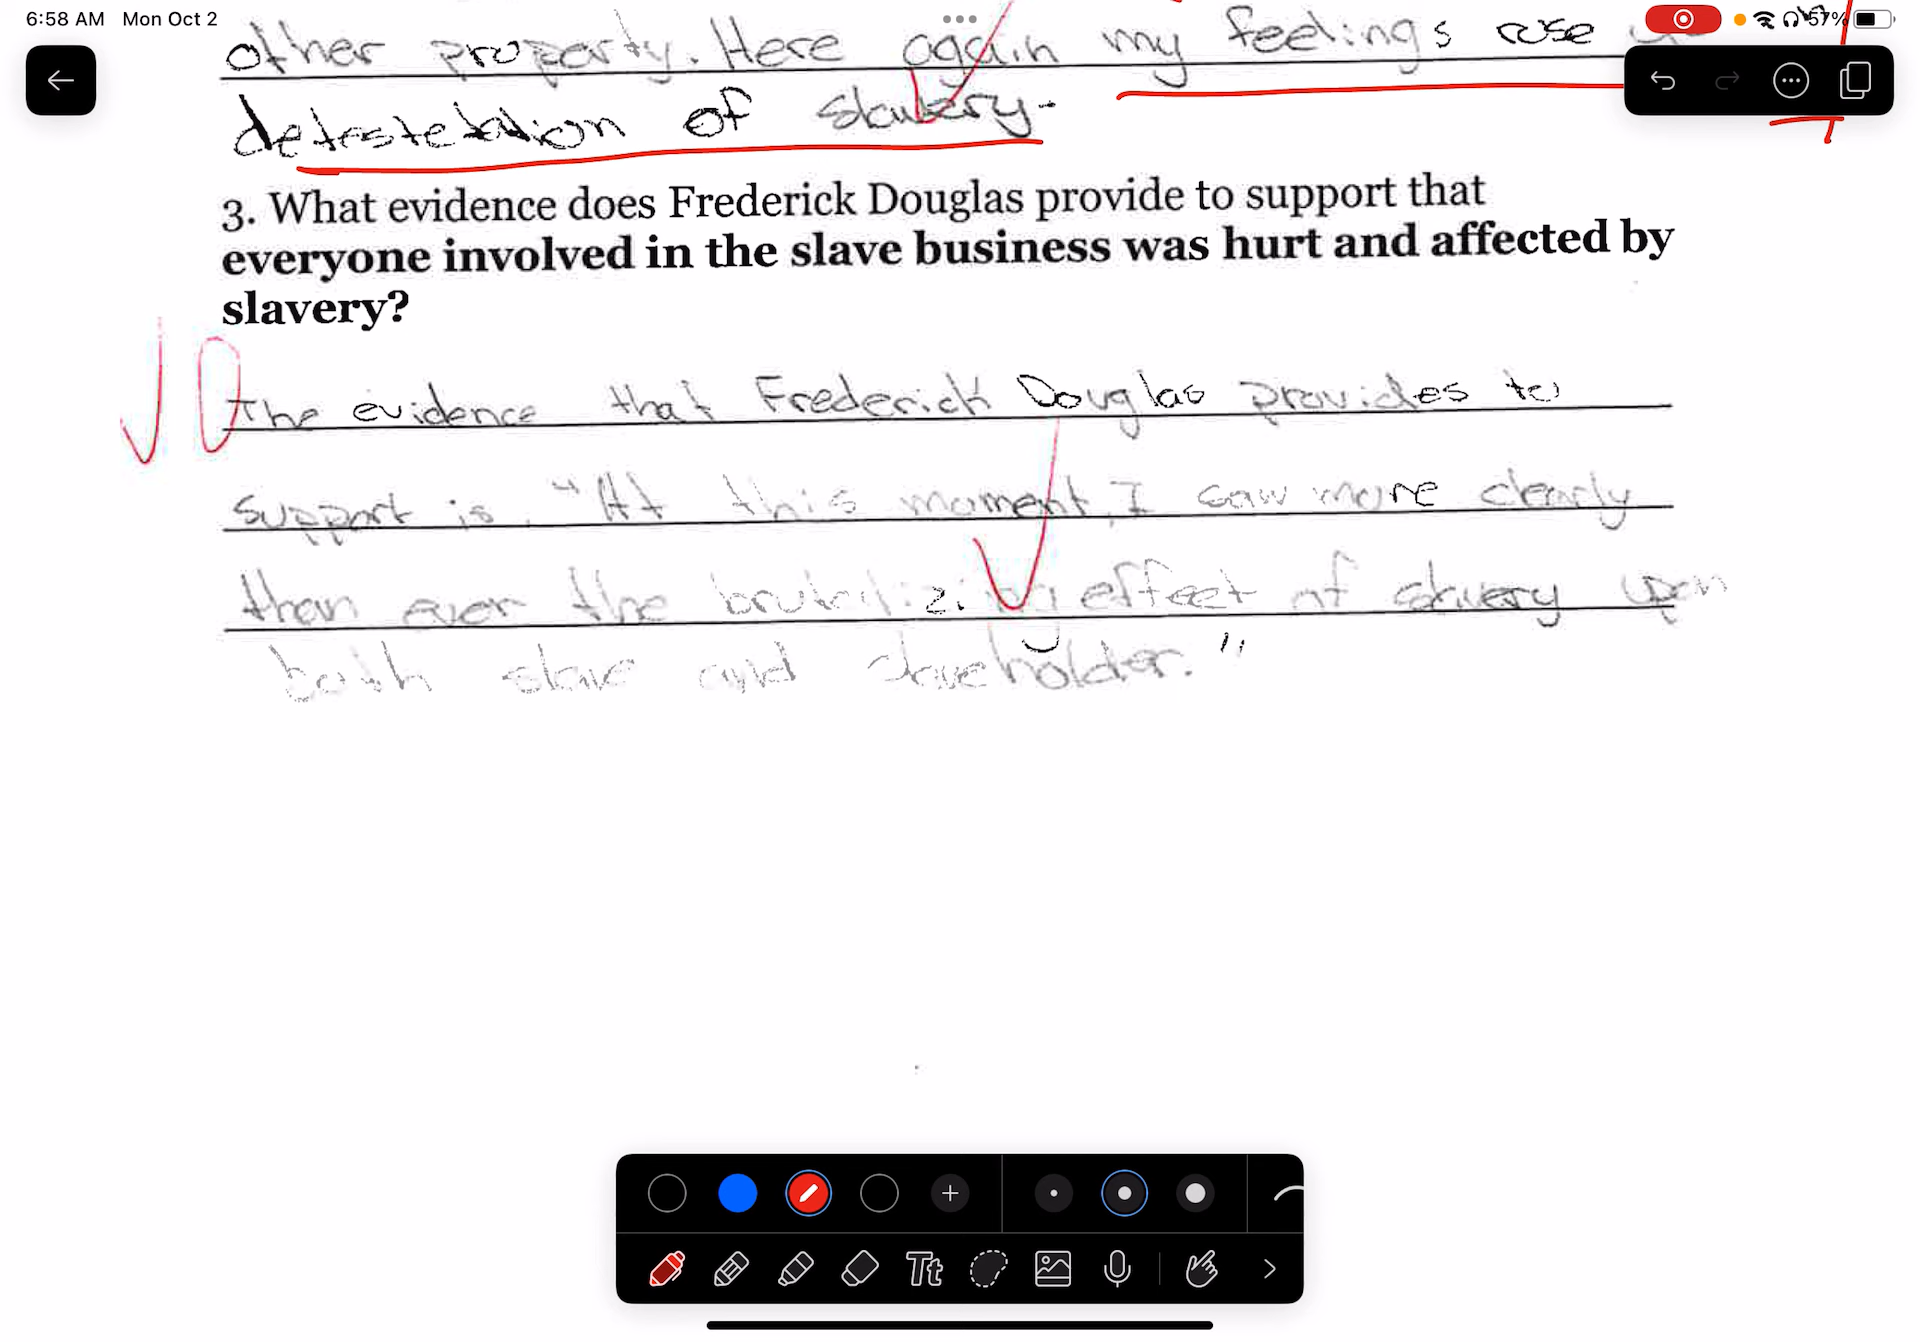 6:58 AM Mon Oct 2
57%
other property. Here again my feelings rose
detestetation of slavery-
3. What evidence does Frederick Douglas provide to support that
everyone involved in the slave business was hurt and affected by
slavery?
The evidence that Frederick Douglas provides to
support is "At this moment, I saw more clearly
than ever the brutalizing effect of slavery upon
both slave and slaveholder."
Tt